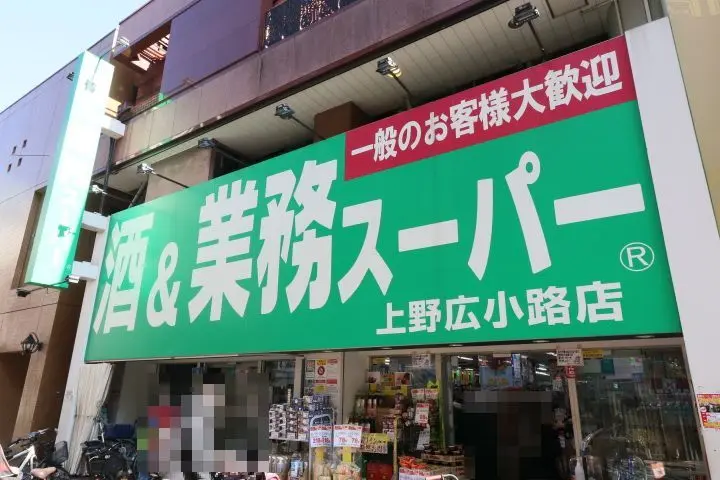 一般のお客様大歓迎
酒&業務スーパー
®
上野広小路店